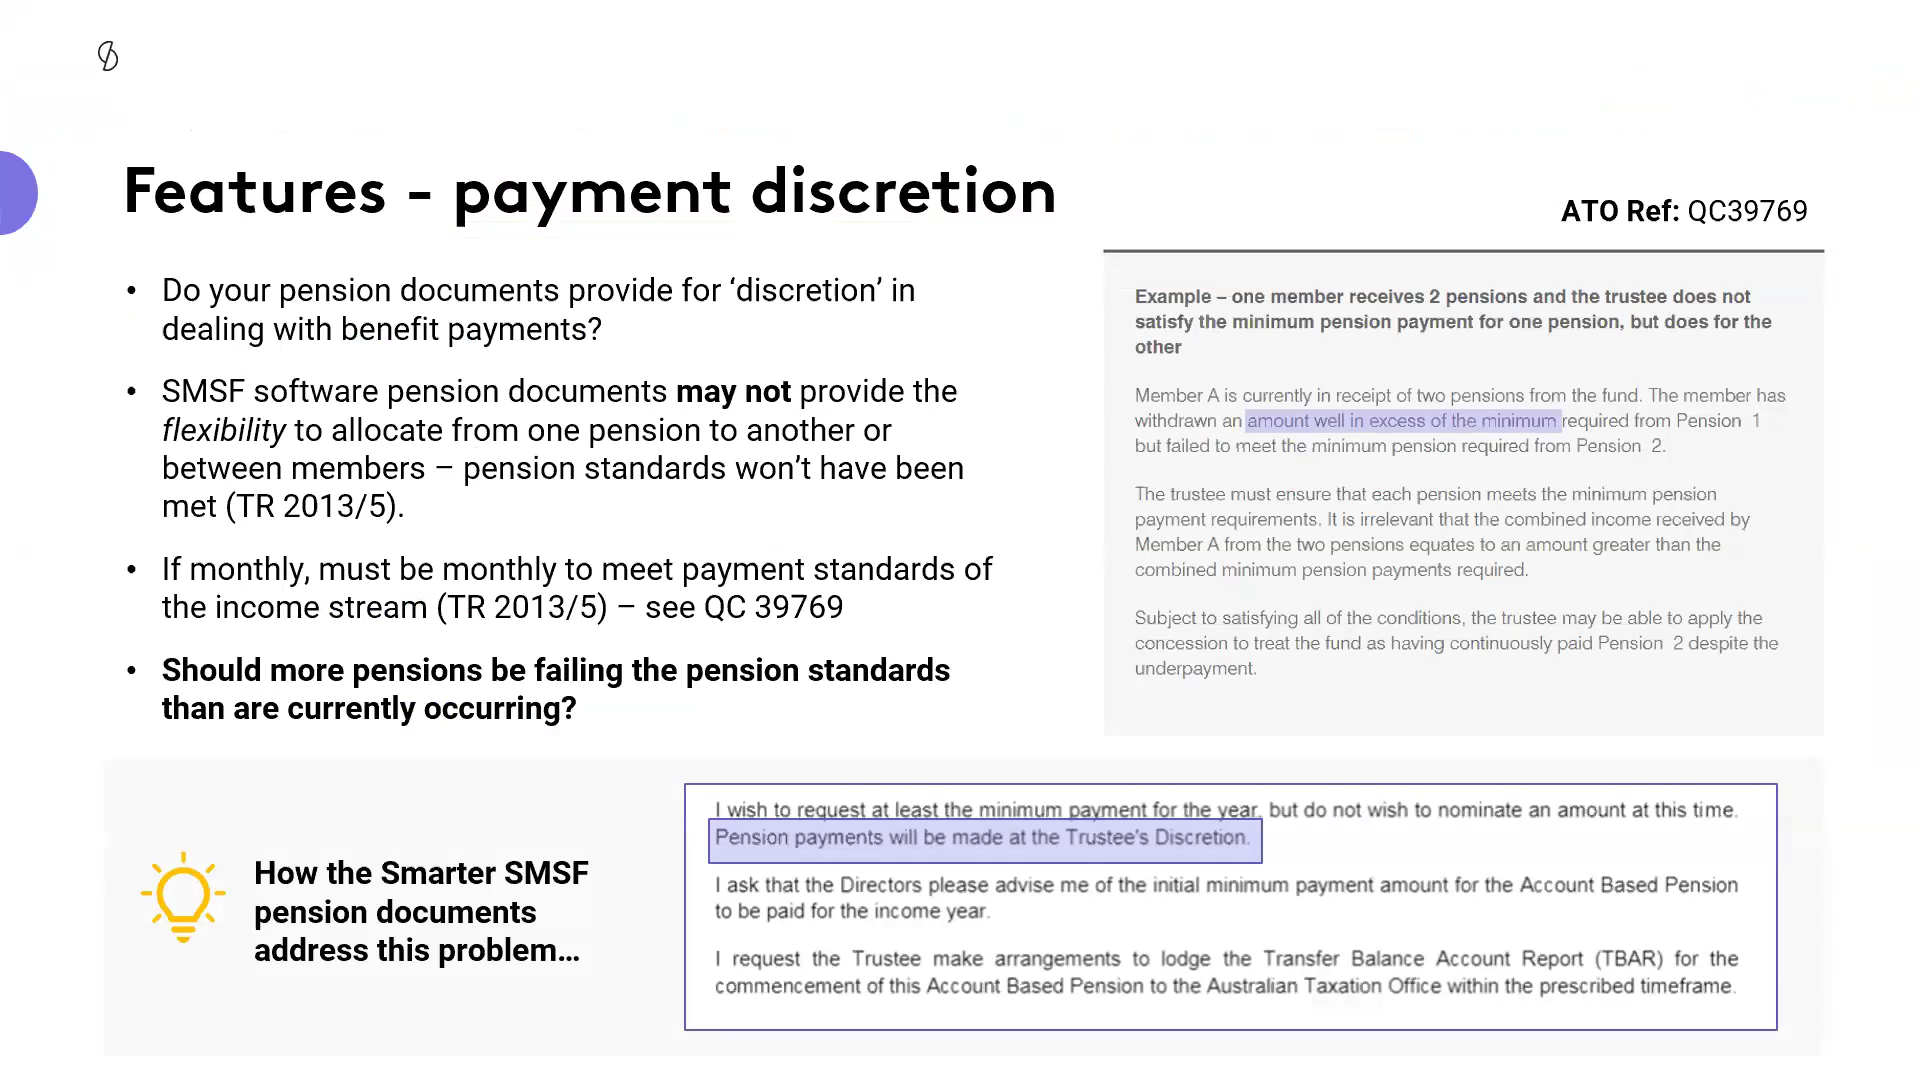 Features - payment discretion
ATO Ref: QC39769
• Do your pension documents provide for ‘discretion’ in
dealing with benefit payments?
• SMSF software pension documents may not provide the
flexibility to allocate from one pension to another or
between members – pension standards won’t have been
met (TR 2013/5).
• If monthly, must be monthly to meet payment standards of
the income stream (TR 2013/5) – see QC 39769
• Should more pensions be failing the pension standards
than are currently occurring?
Example – one member receives 2 pensions and the trustee does not
satisfy the minimum pension payment for one pension, but does for the
other
Member A is currently in receipt of two pensions from the fund. The member has
withdrawn an amount well in excess of the minimum required from Pension 1
but failed to meet the minimum pension required from Pension 2.
The trustee must ensure that each pension meets the minimum pension
payment requirements. It is irrelevant that the combined income received by
Member A from the two pensions equates to an amount greater than the
combined minimum pension payments required.
Subject to satisfying all of the conditions, the trustee may be able to apply the
concession to treat the fund as having continuously paid Pension 2 despite the
underpayment.
How the Smarter SMSF
pension documents
address this problem…
I wish to request at least the minimum payment for the year, but do not wish to nominate an amount at this time.
Pension payments will be made at the Trustee's Discretion.
I ask that the Directors please advise me of the initial minimum payment amount for the Account Based Pension
to be paid for the income year.
I request the Trustee make arrangements to lodge the Transfer Balance Account Report (TBAR) for the
commencement of this Account Based Pension to the Australian Taxation Office within the prescribed timeframe.